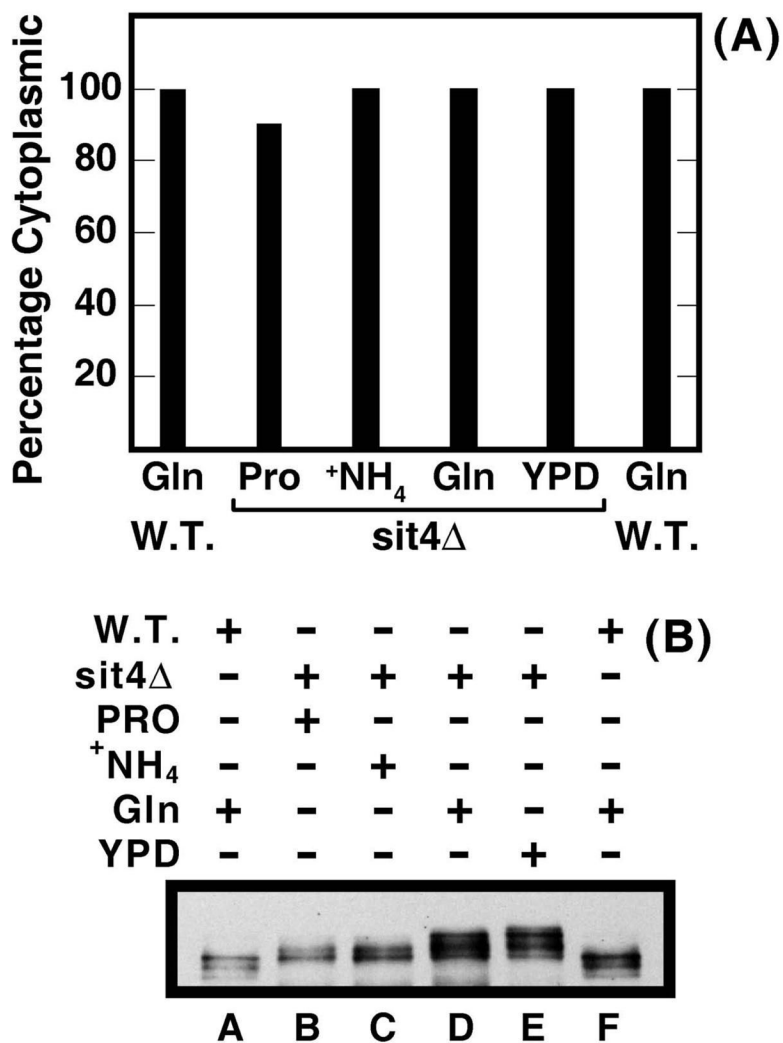 (A)
Percentage Cytoplasmic
100
80
60
40
20
Gln Pro ⁺NH₄ Gln YPD Gln
W.T. sit4Δ W.T.
(B)
W.T. + - - - - +
sit4Δ - + + + + -
PRO - + - - - -
⁺NH₄ - - + - - -
Gln + - - + - +
YPD - - - - + -
A B C D E F